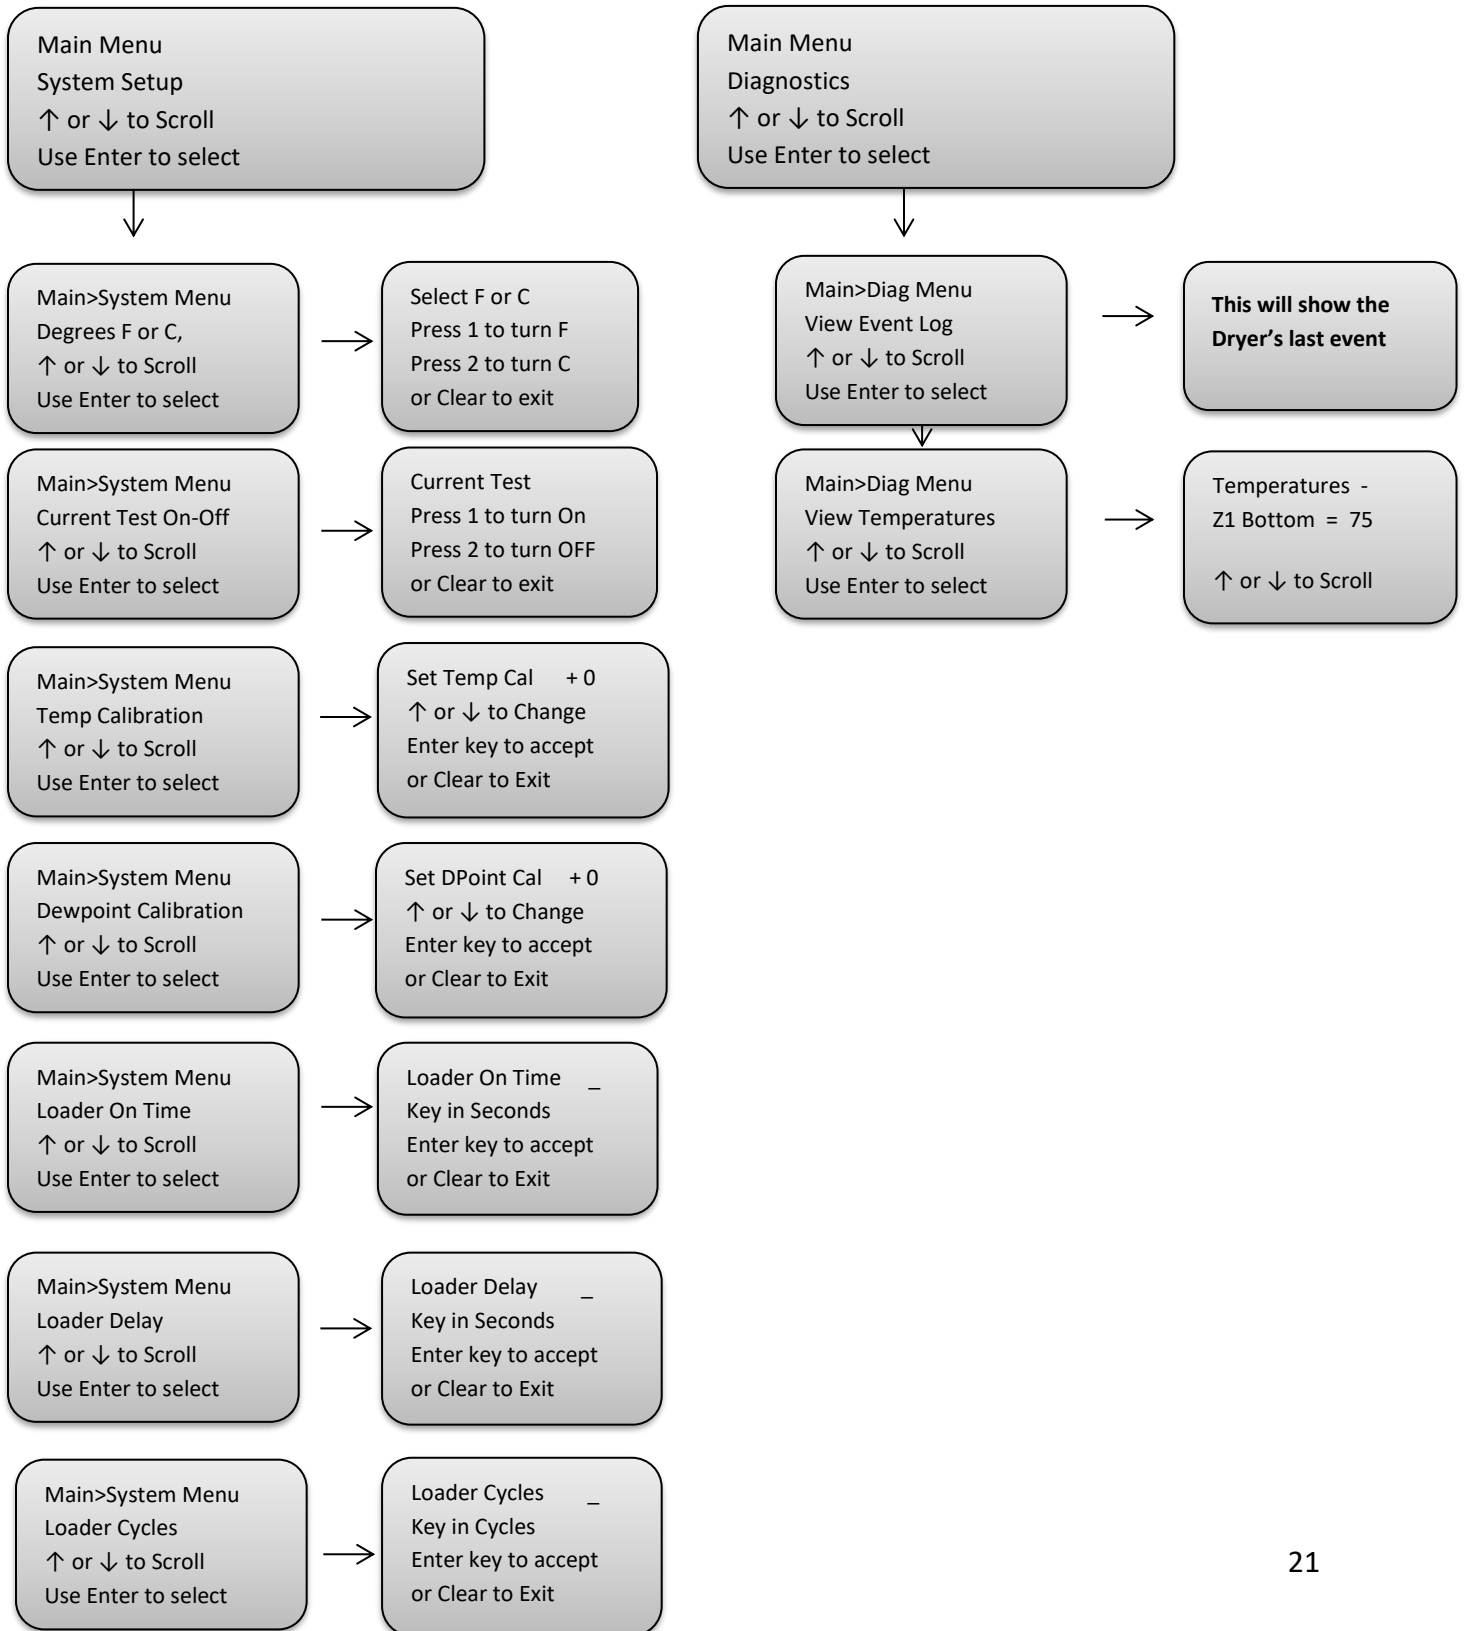 Main Menu
System Setup
↑ or ↓ to Scroll
Use Enter to select
Main>System Menu
Degrees F or C,
↑ or ↓ to Scroll
Use Enter to select
Select F or C
Press 1 to turn F
Press 2 to turn C
or Clear to exit
Main>System Menu
Current Test On-Off
↑ or ↓ to Scroll
Use Enter to select
Current Test
Press 1 to turn On
Press 2 to turn OFF
or Clear to exit
Main>System Menu
Temp Calibration
↑ or ↓ to Scroll
Use Enter to select
Set Temp Cal + 0
↑ or ↓ to Change
Enter key to accept
or Clear to Exit
Main>System Menu
Dewpoint Calibration
↑ or ↓ to Scroll
Use Enter to select
Set DPoint Cal + 0
↑ or ↓ to Change
Enter key to accept
or Clear to Exit
Main>System Menu
Loader On Time
↑ or ↓ to Scroll
Use Enter to select
Loader On Time _
Key in Seconds
Enter key to accept
or Clear to Exit
Main>System Menu
Loader Delay
↑ or ↓ to Scroll
Use Enter to select
Loader Delay _
Key in Seconds
Enter key to accept
or Clear to Exit
Main>System Menu
Loader Cycles
↑ or ↓ to Scroll
Use Enter to select
Loader Cycles _
Key in Cycles
Enter key to accept
or Clear to Exit
Main Menu
Diagnostics
↑ or ↓ to Scroll
Use Enter to select
Main>Diag Menu
View Event Log
↑ or ↓ to Scroll
Use Enter to select
This will show the
Dryer’s last event
Main>Diag Menu
View Temperatures
↑ or ↓ to Scroll
Use Enter to select
Temperatures -
Z1 Bottom = 75
↑ or ↓ to Scroll
21